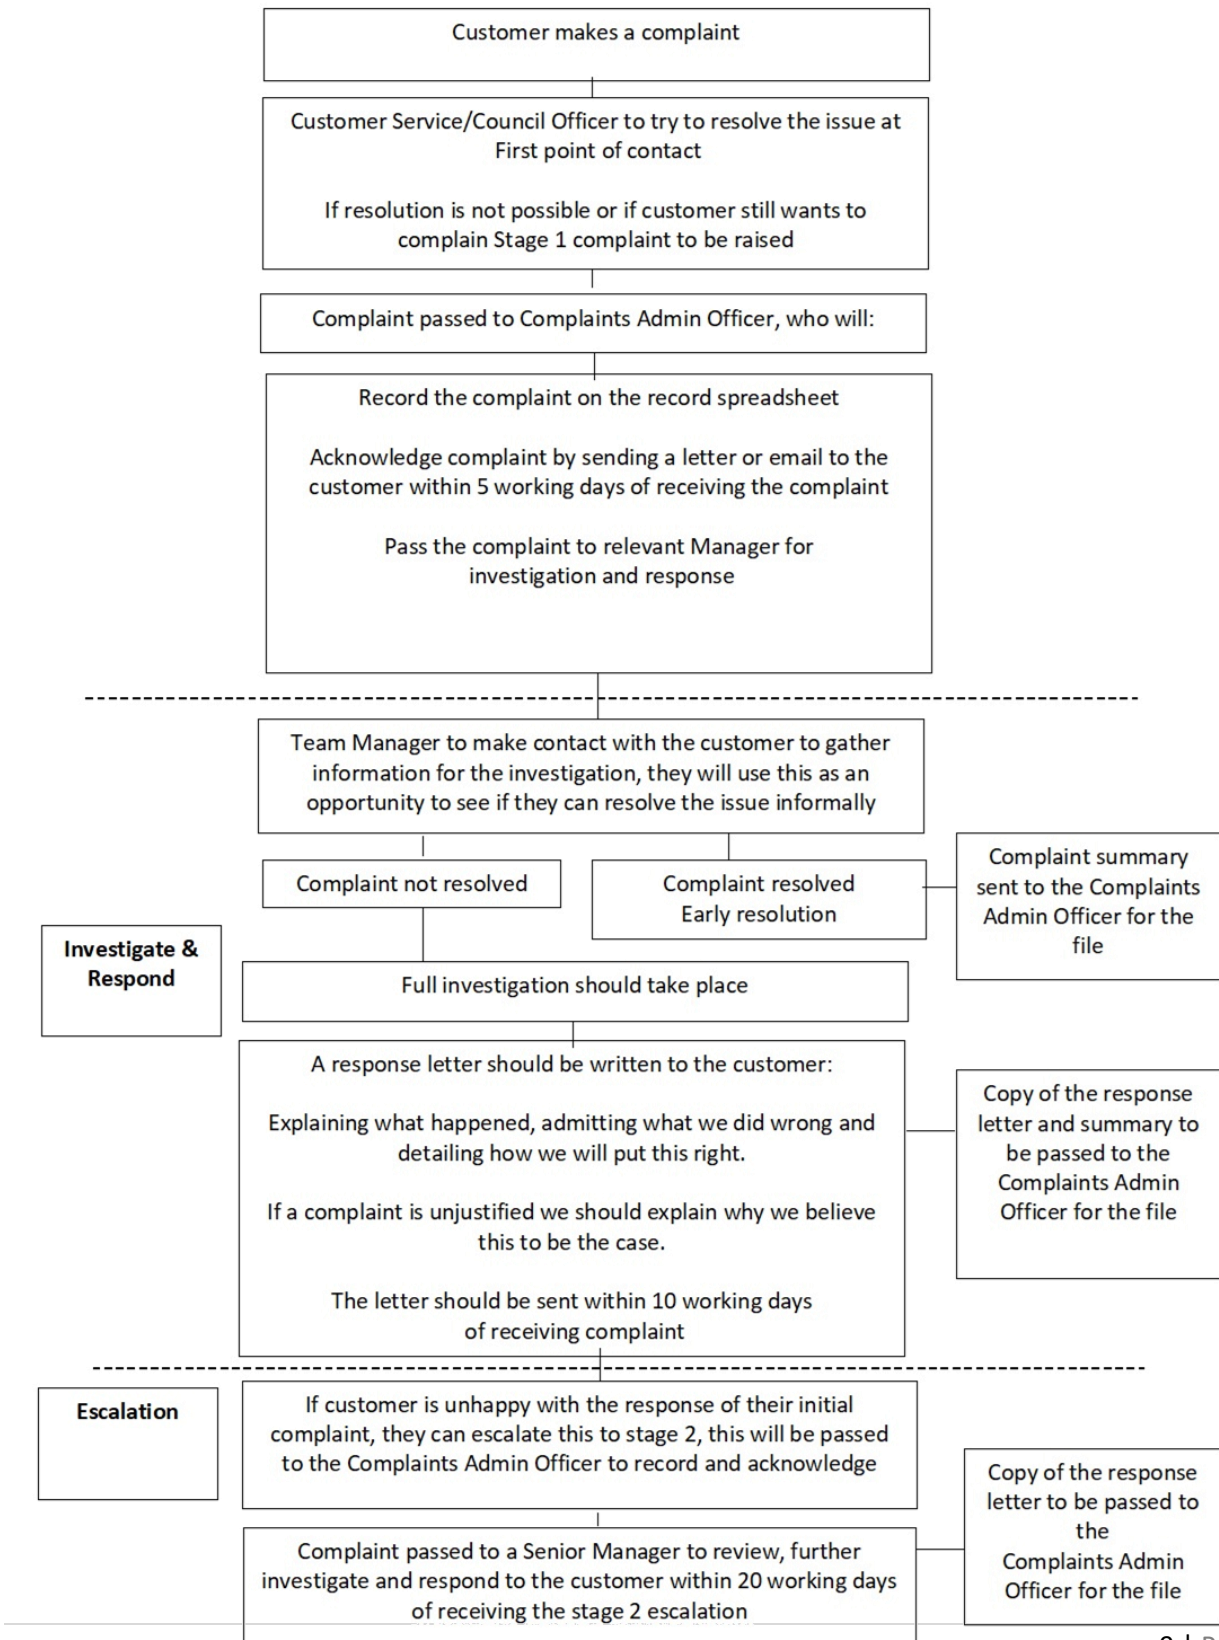 Customer makes a complaint
Customer Service/Council Officer to try to resolve the issue at
First point of contact
If resolution is not possible or if customer still wants to
complain Stage 1 complaint to be raised
Complaint passed to Complaints Admin Officer, who will:
Record the complaint on the record spreadsheet
Acknowledge complaint by sending a letter or email to the
customer within 5 working days of receiving the complaint
Pass the complaint to relevant Manager for
investigation and response
Team Manager to make contact with the customer to gather
information for the investigation, they will use this as an
opportunity to see if they can resolve the issue informally
Complaint not resolved
Complaint resolved
Early resolution
Complaint summary
sent to the Complaints
Admin Officer for the
file
Investigate &
Respond
Full investigation should take place
A response letter should be written to the customer:
Explaining what happened, admitting what we did wrong and
detailing how we will put this right.
If a complaint is unjustified we should explain why we believe
this to be the case.
The letter should be sent within 10 working days
of receiving complaint
Copy of the response
letter and summary to
be passed to the
Complaints Admin
Officer for the file
Escalation
If customer is unhappy with the response of their initial
complaint, they can escalate this to stage 2, this will be passed
to the Complaints Admin Officer to record and acknowledge
Complaint passed to a Senior Manager to review, further
investigate and respond to the customer within 20 working days
of receiving the stage 2 escalation
Copy of the response
letter to be passed to
the
Complaints Admin
Officer for the file